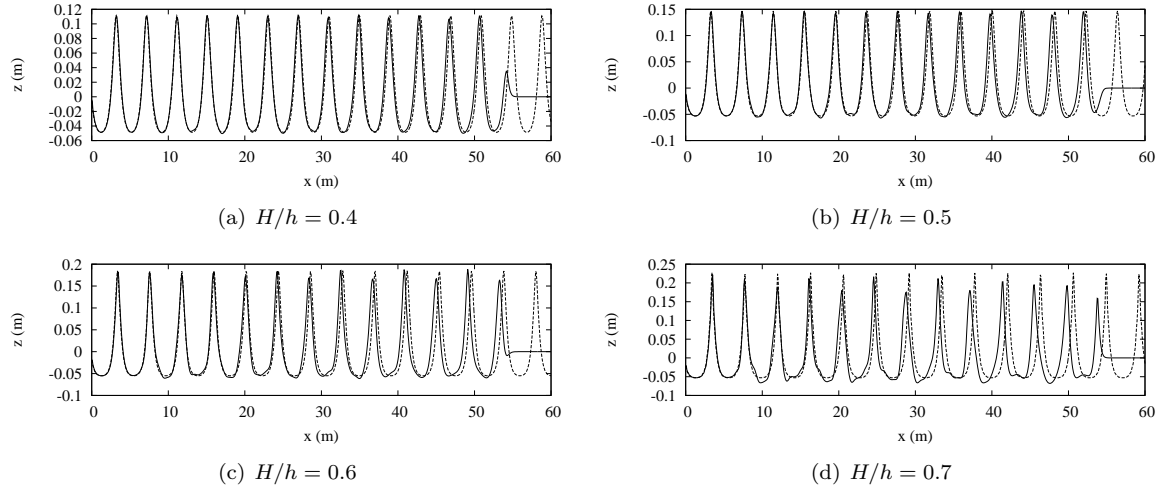 0.12
0.1
0.08
0.06
0.04
0.02
0
-0.02
-0.04
-0.06
z (m)
0 10 20 30 40 50 60
x (m)
(a) H/h = 0.4
0.15
0.1
0.05
0
-0.05
-0.1
z (m)
0 10 20 30 40 50 60
x (m)
(b) H/h = 0.5
0.2
0.15
0.1
0.05
0
-0.05
-0.1
z (m)
0 10 20 30 40 50 60
x (m)
(c) H/h = 0.6
0.25
0.2
0.15
0.1
0.05
0
-0.05
-0.1
z (m)
0 10 20 30 40 50 60
x (m)
(d) H/h = 0.7